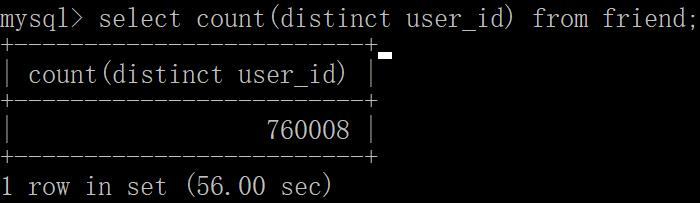 mysql> select count(distinct user_id) from friend;
+-------------------------+
| count(distinct user_id) |
+-------------------------+
|                  760008 |
+-------------------------+
1 row in set (56.00 sec)